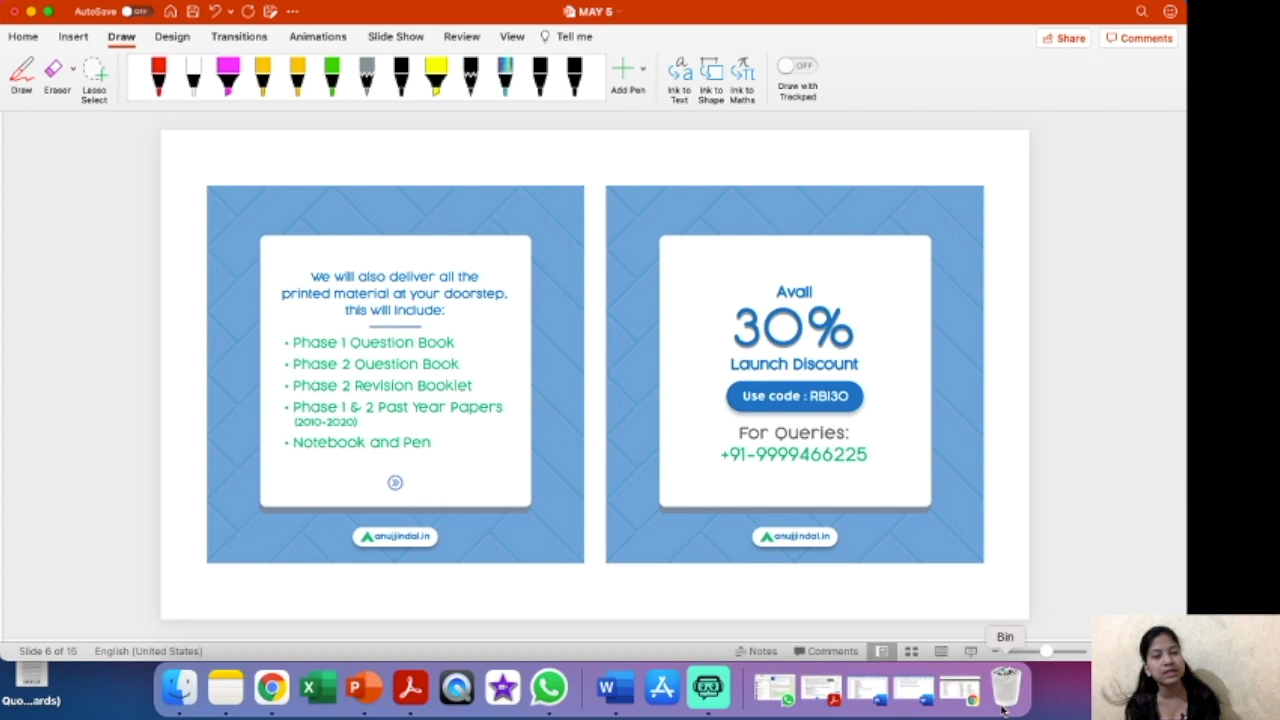 AutoSave OFF
MAY 5
Home Insert Draw Design Transitions Animations Slide Show Review View Tell me
Share Comments
Draw
Eraser
Lasso
Select
Add Pen
Ink to
Text
Ink to
Shape
Ink to
Maths
OFF
Draw with
Trackpad
We will also deliver all the
printed material at your doorstep,
this will include:
• Phase 1 Question Book
• Phase 2 Question Book
• Phase 2 Revision Booklet
• Phase 1 & 2 Past Year Papers
(2010-2020)
• Notebook and Pen
anujjindal.in
Avail
30%
Launch Discount
Use code : RBI30
For Queries:
+91-9999466225
anujjindal.in
Bin
Slide 6 of 15 English (United States)
Notes Comments
Quo...ards)